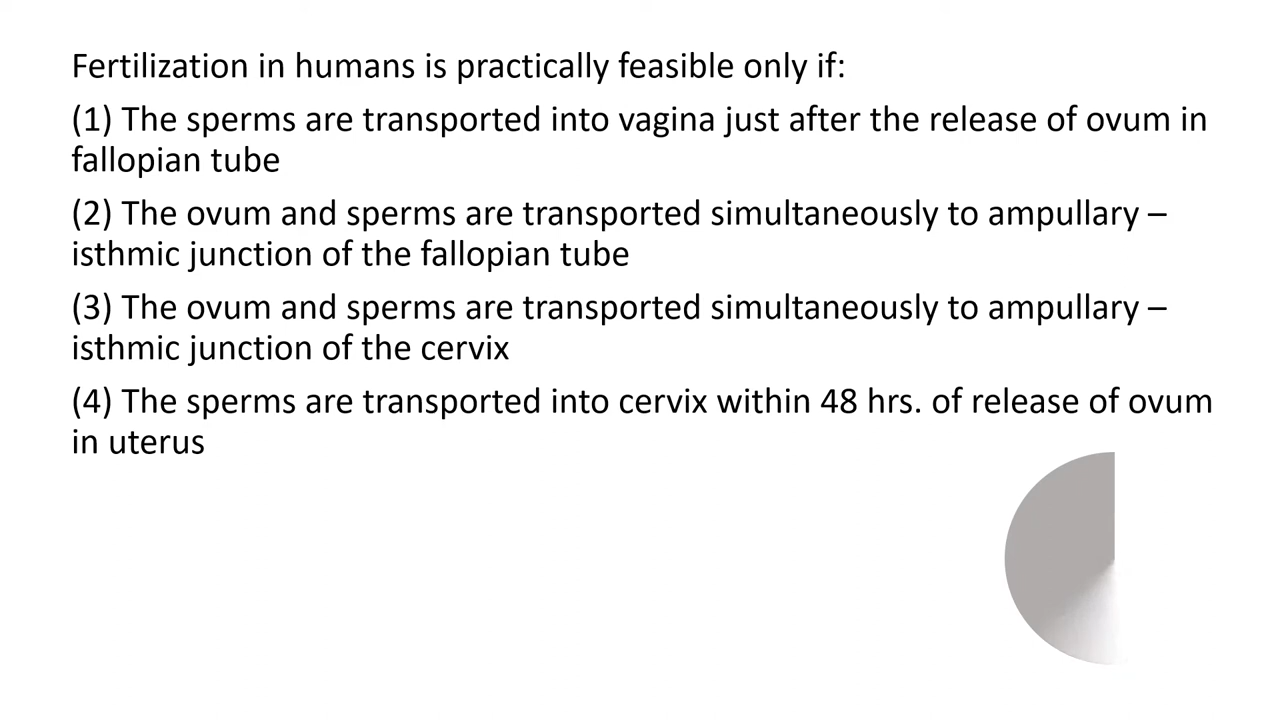 Fertilization in humans is practically feasible only if:
(1) The sperms are transported into vagina just after the release of ovum in
fallopian tube
(2) The ovum and sperms are transported simultaneously to ampullary –
isthmic junction of the fallopian tube
(3) The ovum and sperms are transported simultaneously to ampullary –
isthmic junction of the cervix
(4) The sperms are transported into cervix within 48 hrs. of release of ovum
in uterus